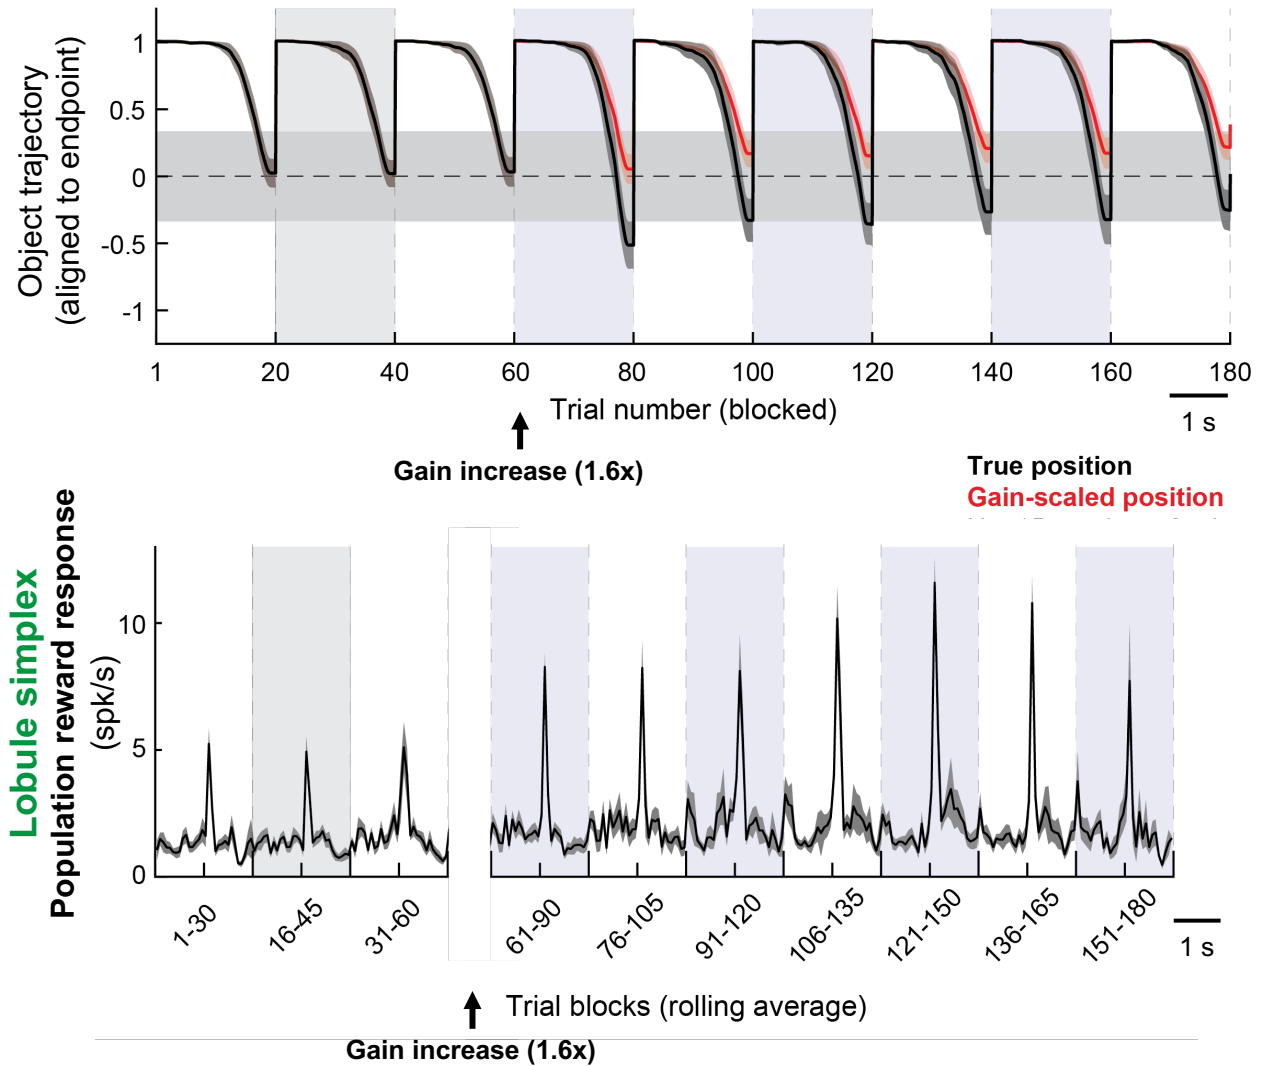 Object trajectory
(aligned to endpoint)
1
0.5
0
-0.5
-1
1 20 40 60 80 100 120 140 160 180
Trial number (blocked)
1 s
Gain increase (1.6x)
True position
Gain-scaled position
Lobule simplex
Population reward response
(spk/s)
10
5
0
1-30 16-45 31-60 61-90 76-105 91-120 106-135 121-150 136-165 151-180
1 s
Trial blocks (rolling average)
Gain increase (1.6x)